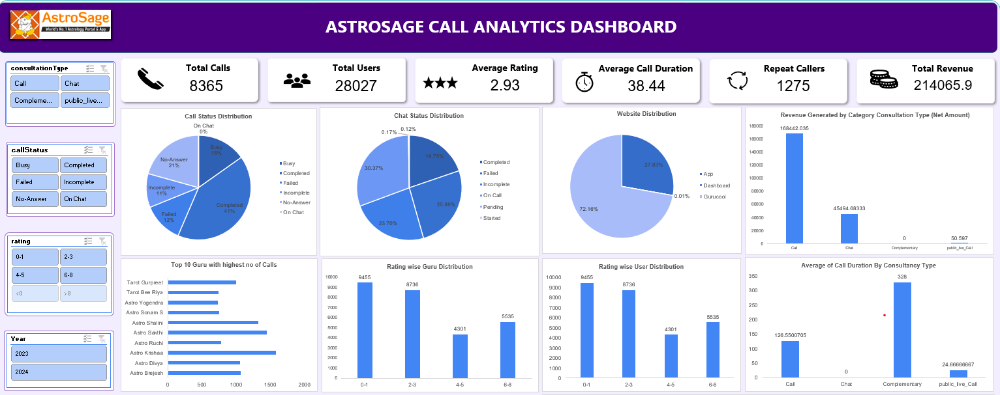 AstroSage
World's No. 1 Astrology Portal & App
ASTROSAGE CALL ANALYTICS DASHBOARD
consultationType
Call
Chat
Compleme...
public_live...
callStatus
Busy
Completed
Failed
Incomplete
No-Answer
On Chat
rating
0-1
2-3
4-5
6-8
<0
>8
Year
2023
2024
Total Calls
8365
Total Users
28027
Average Rating
2.93
Average Call Duration
38.44
Repeat Callers
1275
Total Revenue
214065.9
Call Status Distribution
On Chat
0%
Busy
15%
No-Answer
21%
Incomplete
11%
Failed
12%
Completed
41%
Busy
Completed
Failed
Incomplete
No-Answer
On Chat
Chat Status Distribution
0.17%
0.12%
19.75%
30.37%
25.89%
23.70%
Completed
Failed
Incomplete
On Call
Pending
Started
Website Distribution
27.83%
0.01%
72.16%
App
Dashboard
Gurucool
Revenue Generated by Category Consultation Type (Net Amount)
180000
160000
140000
120000
100000
80000
60000
40000
20000
0
168442.035
45494.68333
0
50.597
Call
Chat
Complementary
public_live_Call
Top 10 Guru with highest no of Calls
Tarot Gurpreet
Tarot Bee Riya
Astro Yogendra
Astro Sonam S
Astro Shalini
Astro Sakthi
Astro Ruchi
Astro Krishaa
Astro Divya
Astro Brejesh
0
500
1000
1500
2000
Rating wise Guru Distribution
10000
9000
8000
7000
6000
5000
4000
3000
2000
1000
0
9455
8736
4301
5535
0-1
2-3
4-5
6-8
Rating wise User Distribution
10000
9000
8000
7000
6000
5000
4000
3000
2000
1000
0
9455
8736
4301
5535
0-1
2-3
4-5
6-8
Average of Call Duration By Consultancy Type
350
300
250
200
150
100
50
0
126.5500705
0
328
24.66666667
Call
Chat
Complementary
public_live_Call